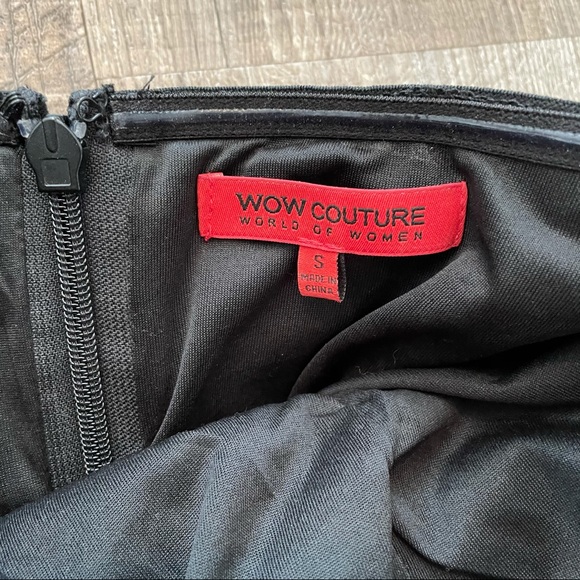 WOW COUTURE
WORLD OF WOMEN
S
MADE IN
CHINA